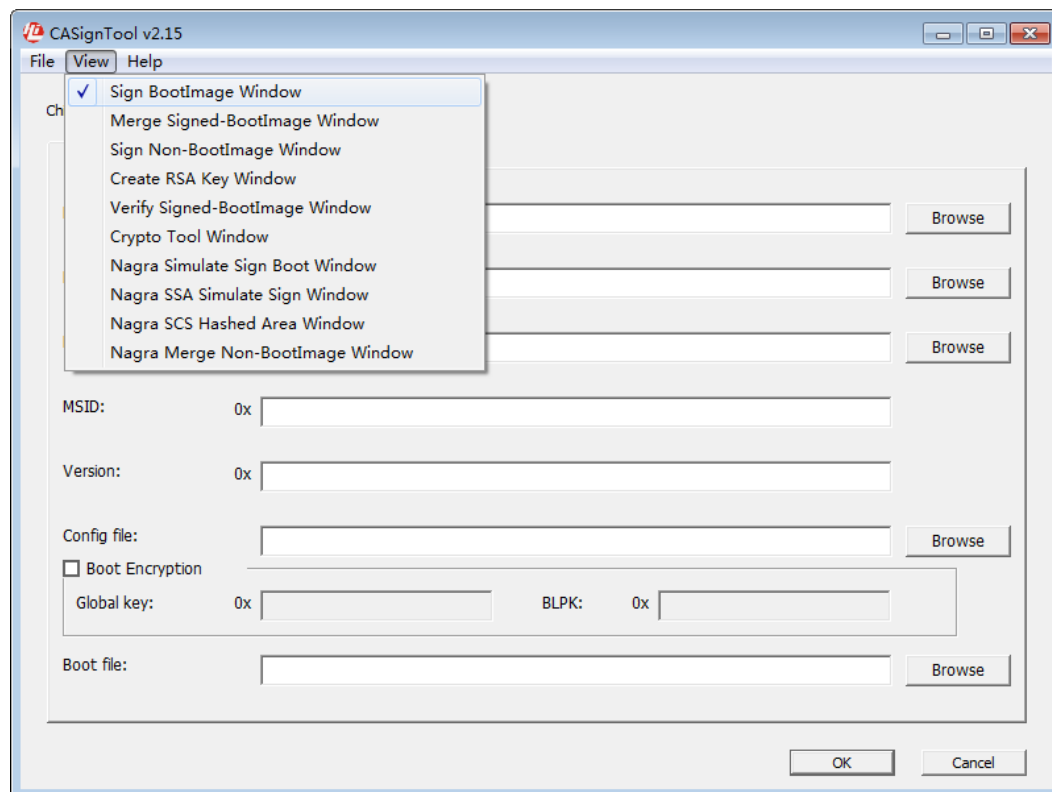 CASignTool v2.15
File View Help
Sign BootImage Window
Ch
Merge Signed-BootImage Window
Sign Non-BootImage Window
Create RSA Key Window
Verify Signed-BootImage Window
Browse
Crypto Tool Window
Nagra Simulate Sign Boot Window
Browse
Nagra SSA Simulate Sign Window
Nagra SCS Hashed Area Window
Nagra Merge Non-BootImage Window
Browse
MSID: 0x
Version: 0x
Config file: Browse
Boot Encryption
Global key: 0x BLPK: 0x
Boot file: Browse
OK Cancel